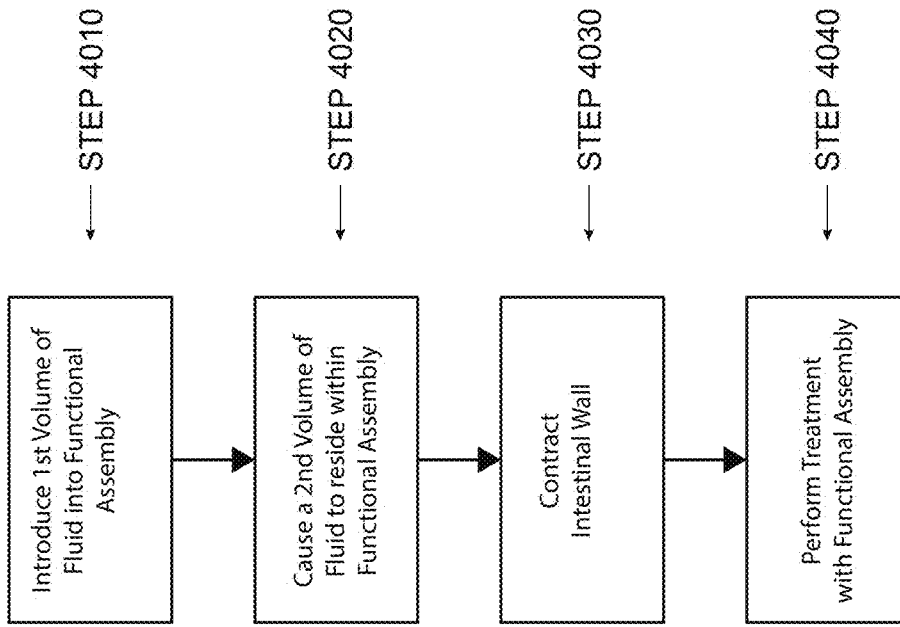 Introduce 1st Volume of
Fluid into Functional
Assembly
STEP 4010
Cause a 2nd Volume of
Fluid to reside within
Functional Assembly
STEP 4020
Contract
Intestinal Wall
STEP 4030
Perform Treatment
with Functional Assembly
STEP 4040